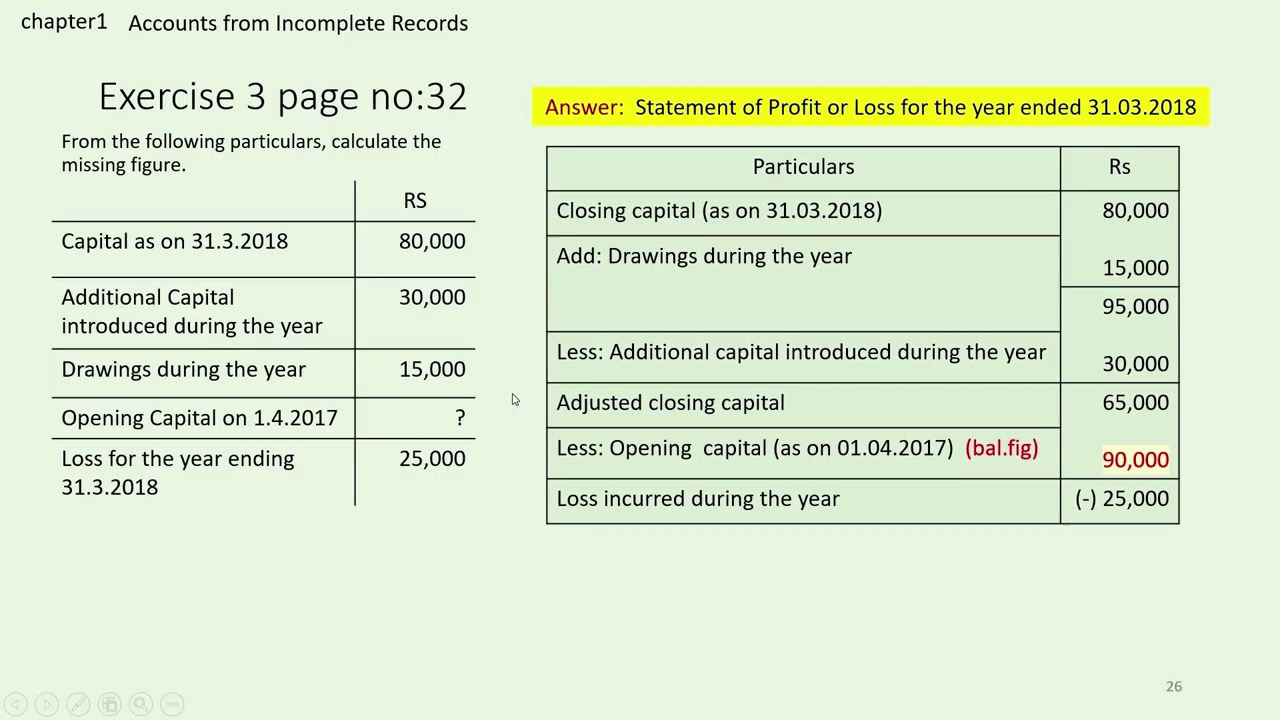 chapter1 Accounts from Incomplete Records
Exercise 3 page no:32
From the following particulars, calculate the
missing figure.
RS
Capital as on 31.3.2018 80,000
Additional Capital 30,000
introduced during the year
Drawings during the year 15,000
Opening Capital on 1.4.2017 ?
Loss for the year ending 25,000
31.3.2018
Answer: Statement of Profit or Loss for the year ended 31.03.2018
Particulars Rs
Closing capital (as on 31.03.2018) 80,000
Add: Drawings during the year
15,000
95,000
Less: Additional capital introduced during the year
30,000
Adjusted closing capital 65,000
Less: Opening capital (as on 01.04.2017) (bal.fig)
90,000
Loss incurred during the year (-) 25,000
26